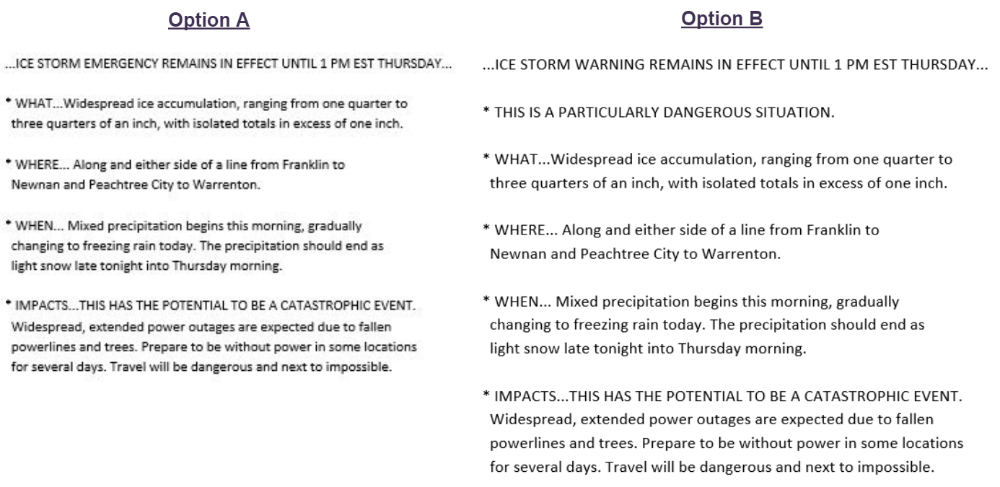 Option A
...ICE STORM EMERGENCY REMAINS IN EFFECT UNTIL 1 PM EST THURSDAY...
* WHAT...Widespread ice accumulation, ranging from one quarter to
three quarters of an inch, with isolated totals in excess of one inch.
* WHERE... Along and either side of a line from Franklin to
Newnan and Peachtree City to Warrenton.
* WHEN... Mixed precipitation begins this morning, gradually
changing to freezing rain today. The precipitation should end as
light snow late tonight into Thursday morning.
* IMPACTS...THIS HAS THE POTENTIAL TO BE A CATASTROPHIC EVENT.
Widespread, extended power outages are expected due to fallen
powerlines and trees. Prepare to be without power in some locations
for several days. Travel will be dangerous and next to impossible.
Option B
...ICE STORM WARNING REMAINS IN EFFECT UNTIL 1 PM EST THURSDAY...
* THIS IS A PARTICULARLY DANGEROUS SITUATION.
* WHAT...Widespread ice accumulation, ranging from one quarter to
three quarters of an inch, with isolated totals in excess of one inch.
* WHERE... Along and either side of a line from Franklin to
Newnan and Peachtree City to Warrenton.
* WHEN... Mixed precipitation begins this morning, gradually
changing to freezing rain today. The precipitation should end as
light snow late tonight into Thursday morning.
* IMPACTS...THIS HAS THE POTENTIAL TO BE A CATASTROPHIC EVENT.
Widespread, extended power outages are expected due to fallen
powerlines and trees. Prepare to be without power in some locations
for several days. Travel will be dangerous and next to impossible.